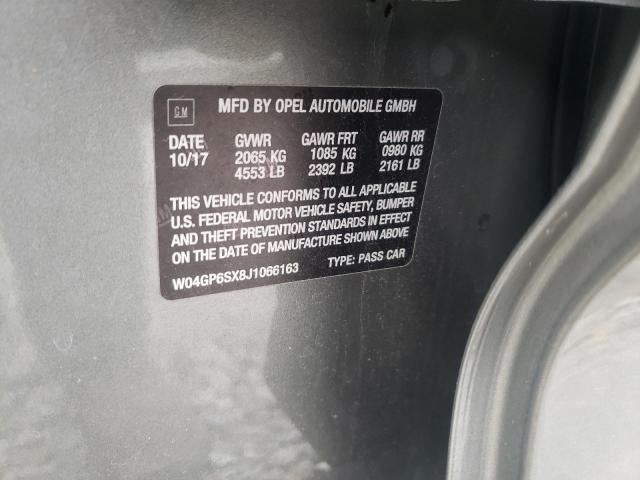 GM MFD BY OPEL AUTOMOBILE GMBH
DATE GVWR GAWR FRT GAWR RR
10/17 2065 KG 1085 KG 0980 KG
4553 LB 2392 LB 2161 LB
THIS VEHICLE CONFORMS TO ALL APPLICABLE
U.S. FEDERAL MOTOR VEHICLE SAFETY, BUMPER
AND THEFT PREVENTION STANDARDS IN EFFECT
ON THE DATE OF MANUFACTURE SHOWN ABOVE
W04GP6SX8J1066163 TYPE: PASS CAR